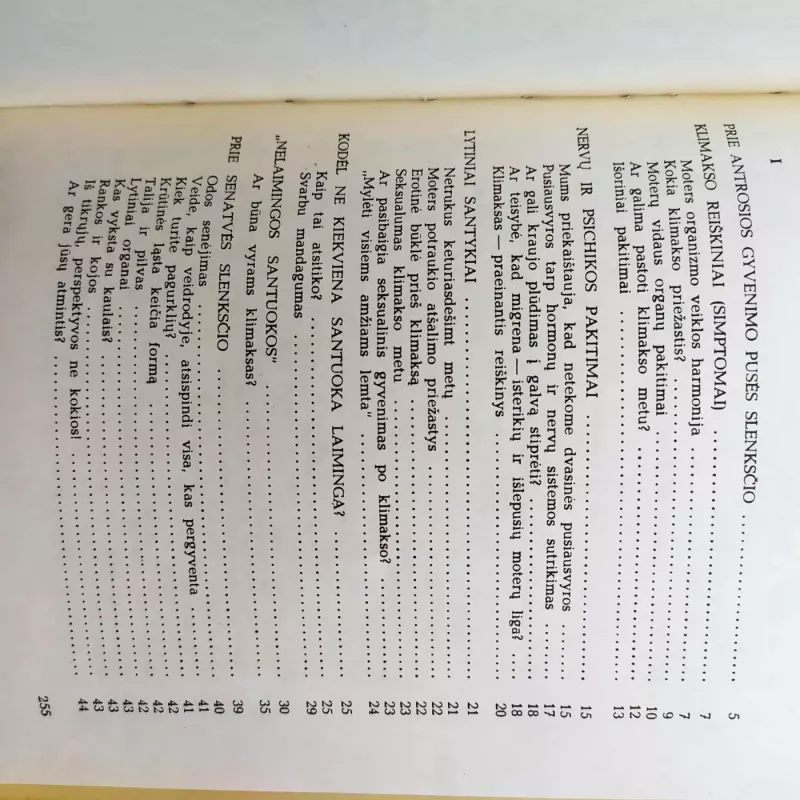 I
PRIE ANTROSIOS GYVENIMO PUSĖS SLENKSČIO . . . . . 5
KLIMAKSO REIŠKINIAI (SIMPTOMAI) . . . . . 7
Moters organizmo veiklos harmonija . . . . . 7
Kokia klimakso priežastis? . . . . . 9
Moterų vidaus organų pakitimai . . . . . 10
Ar galima pastoti klimakso metu? . . . . . 12
Išoriniai pakitimai . . . . . 13
NERVŲ IR PSICHIKOS PAKITIMAI . . . . . 15
Mums priekaištauja, kad netekome dvasinės pusiausvyros . . . . . 15
Pusiausvyros tarp hormonų ir nervų sistemos sutrikimas 17
Ar gali kraujo plūdimas į galvą stiprėti? . . . . . 18
Ar teisybė, kad migrena — isterikių ir išlepusių moterų liga? . . . 18
Klimaksas — praeinantis reiškinys . . . . . 20
LYTINIAI SANTYKIAI . . . . . 21
Netrukus keturiasdešimt metų . . . . . 21
Moters potraukio atšalimo priežastys . . . . . 22
Erotinė būklė prieš klimaksą . . . . . 22
Seksualumas klimakso metu . . . . . 23
Ar pasibaigia seksualinis gyvenimas po klimakso? . . . . . 23
„Mylėti visiems amžiams lemta“ . . . . . 24
KODĖL NE KIEKVIENA SANTUOKA LAIMINGA? . . . . . 25
Kaip tai atsitiko? . . . . . 25
Svarbu mandagumas . . . . . 29
„NELAIMINGOS SANTUOKOS“ . . . . . 30
Ar būna vyrams klimaksas? . . . . . 35
PRIE SENATVĖS SLENKSČIO . . . . . 39
Odos senėjimas . . . . . 40
Veide, kaip veidrodyje, atsispindi visa, kas pergyventa 41
Kiek turite pagurklių? . . . . . 41
Krūtinės ląsta keičia formą . . . . . 42
Talija ir pilvas . . . . . 42
Lytiniai organai . . . . . 42
Kas vyksta su kaulais? . . . . . 43
Rankos ir kojos . . . . . 43
Iš tikrųjų, perspektyvos ne kokios! . . . . . 43
Ar gera jūsų atmintis? . . . . . 44
255